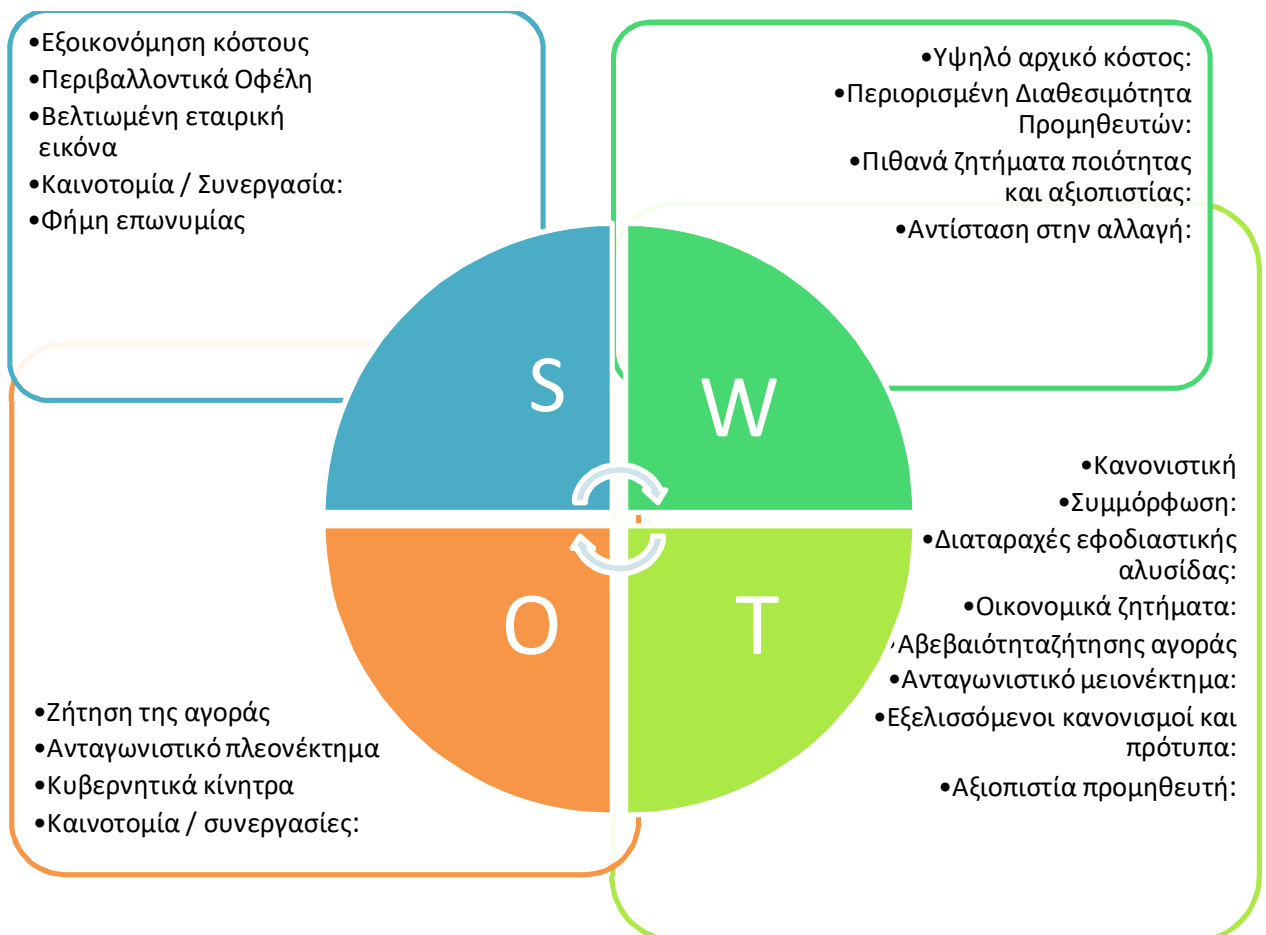 •Εξοικονόμηση κόστους
•Περιβαλλοντικά Οφέλη
•Βελτιωμένη εταιρική
εικόνα
•Καινοτομία / Συνεργασία:
•Φήμη επωνυμίας
•Υψηλό αρχικό κόστος:
•Περιορισμένη Διαθεσιμότητα
Προμηθευτών:
•Πιθανά ζητήματα ποιότητας
και αξιοπιστίας:
•Αντίσταση στην αλλαγή:
S
W
O
T
•Ζήτηση της αγοράς
•Ανταγωνιστικό πλεονέκτημα
•Κυβερνητικά κίνητρα
•Καινοτομία / συνεργασίες:
•Κανονιστική
•Συμμόρφωση:
•Διαταραχές εφοδιαστικής
αλυσίδας:
•Οικονομικά ζητήματα:
•Αβεβαιότηταζήτησης αγοράς
•Ανταγωνιστικό μειονέκτημα:
•Εξελισσόμενοι κανονισμοί και
πρότυπα:
•Αξιοπιστία προμηθευτή: